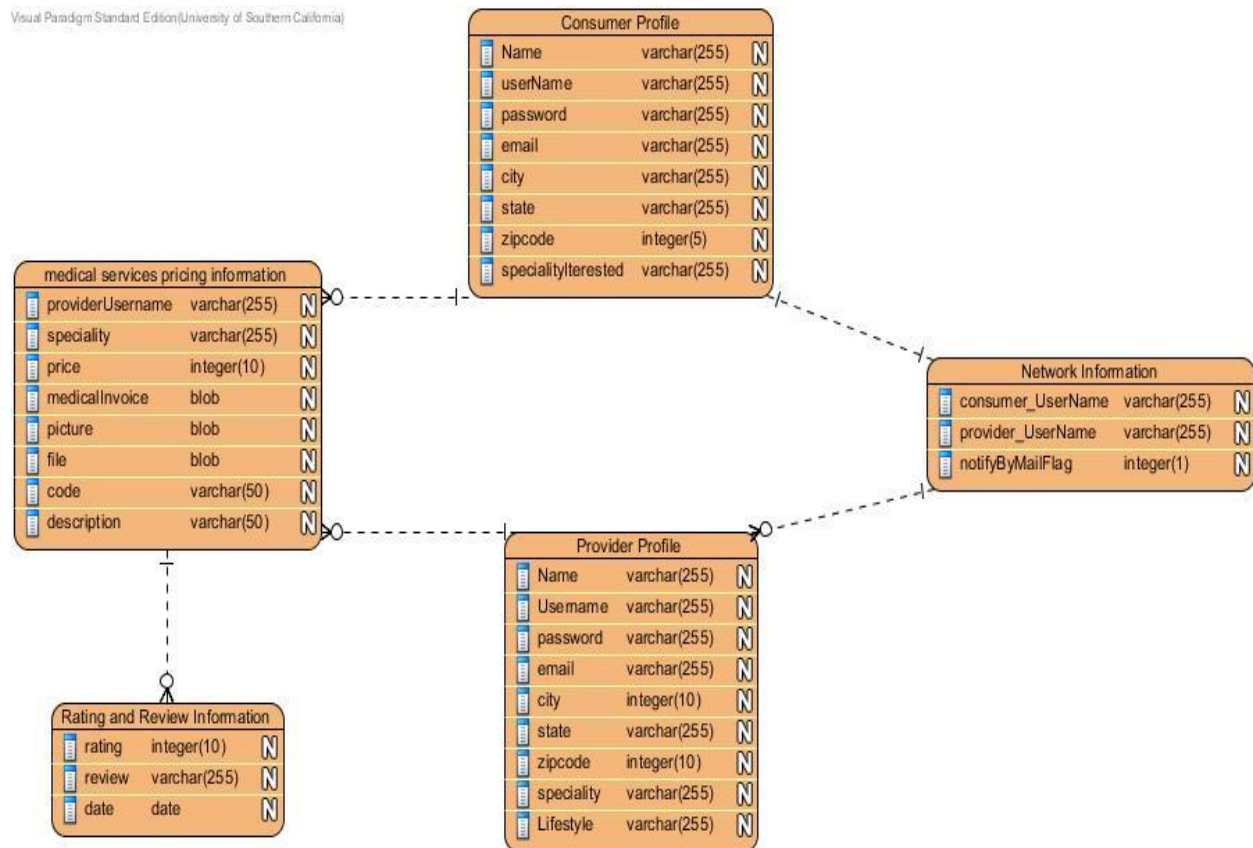 Visual Paradigm Standard Edition(University of Southern California)
Consumer Profile
Name varchar(255) N
userName varchar(255) N
password varchar(255) N
email varchar(255) N
city varchar(255) N
state varchar(255) N
zipcode integer(5) N
specialityIterested varchar(255) N
medical services pricing information
providerUsername varchar(255) N
speciality varchar(255) N
price integer(10) N
medicalInvoice blob N
picture blob N
file blob N
code varchar(50) N
description varchar(50) N
Network Information
consumer_UserName varchar(255) N
provider_UserName varchar(255) N
notifyByMailFlag integer(1) N
Provider Profile
Name varchar(255) N
Username varchar(255) N
password varchar(255) N
email varchar(255) N
city integer(10) N
state varchar(255) N
zipcode integer(10) N
speciality varchar(255) N
Lifestyle varchar(255) N
Rating and Review Information
rating integer(10) N
review varchar(255) N
date date N